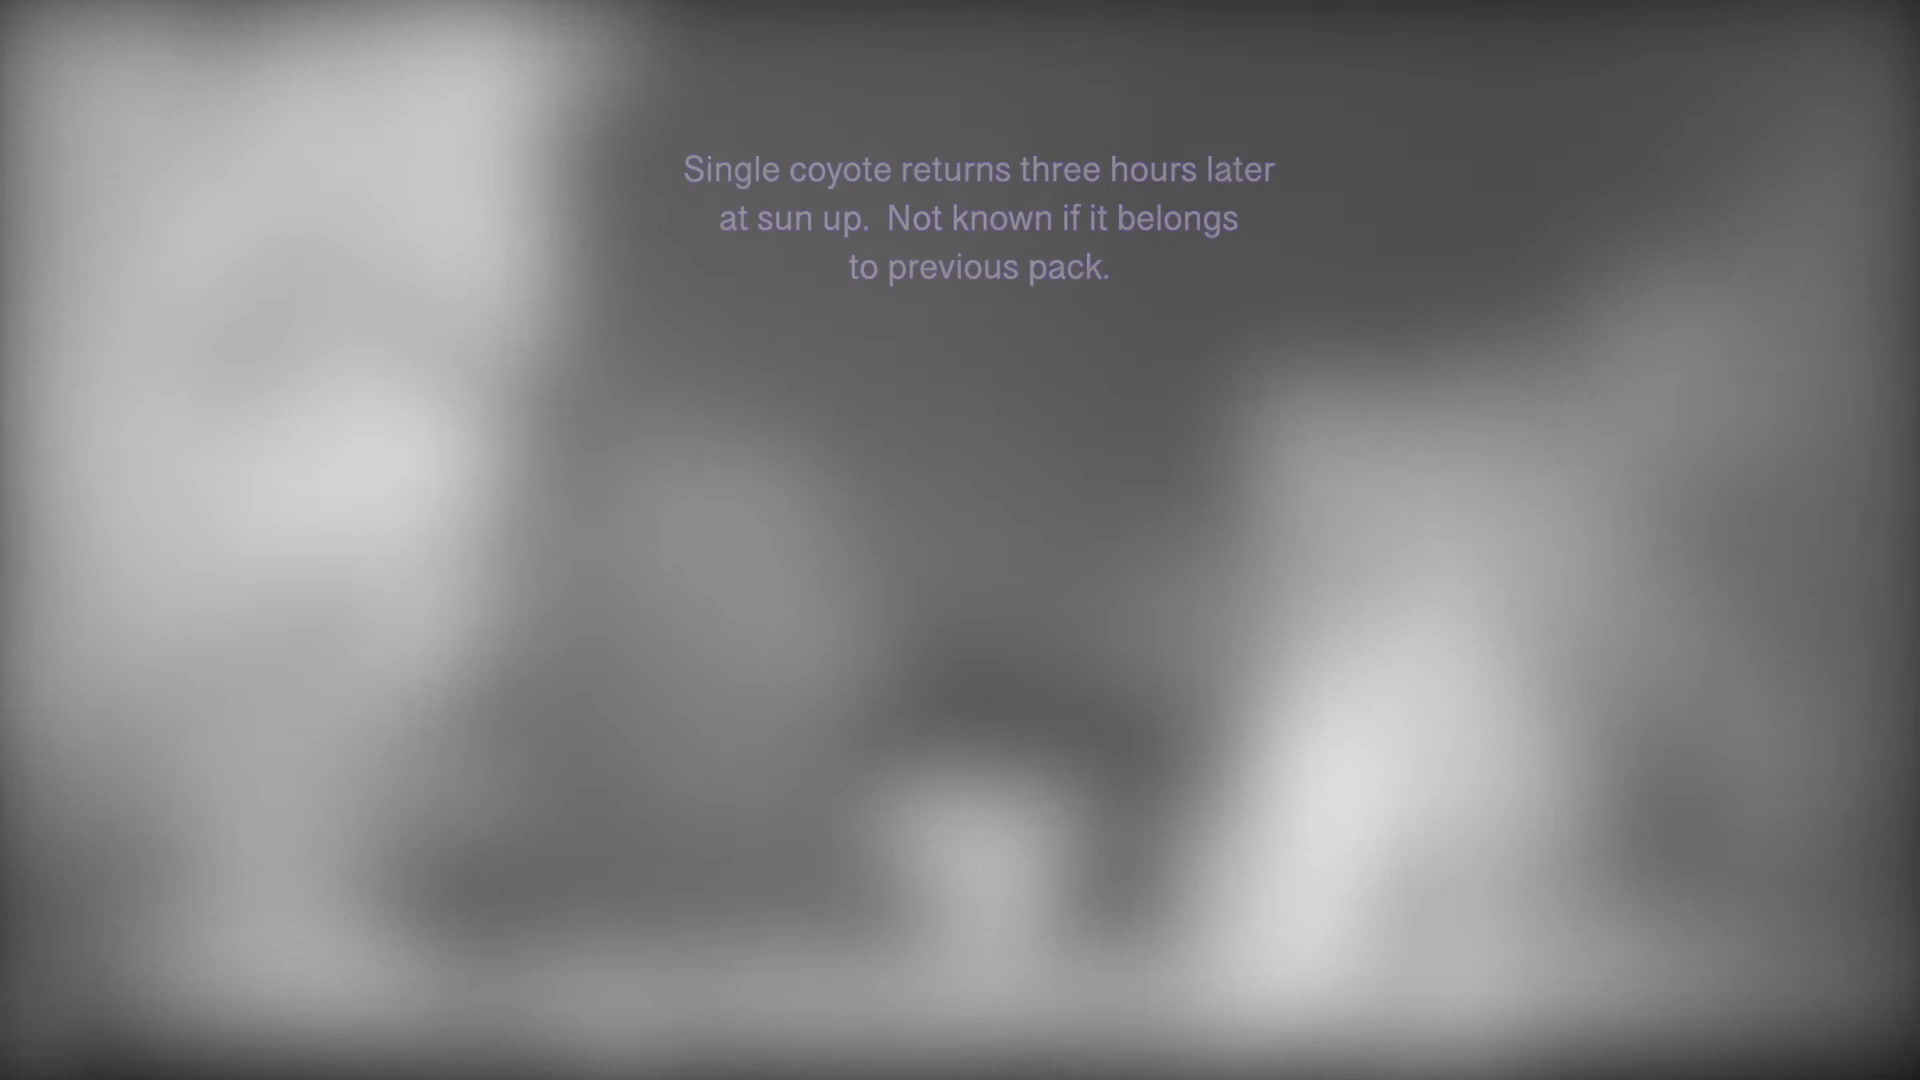 Single coyote returns three hours later
at sun up.  Not known if it belongs
to previous pack.